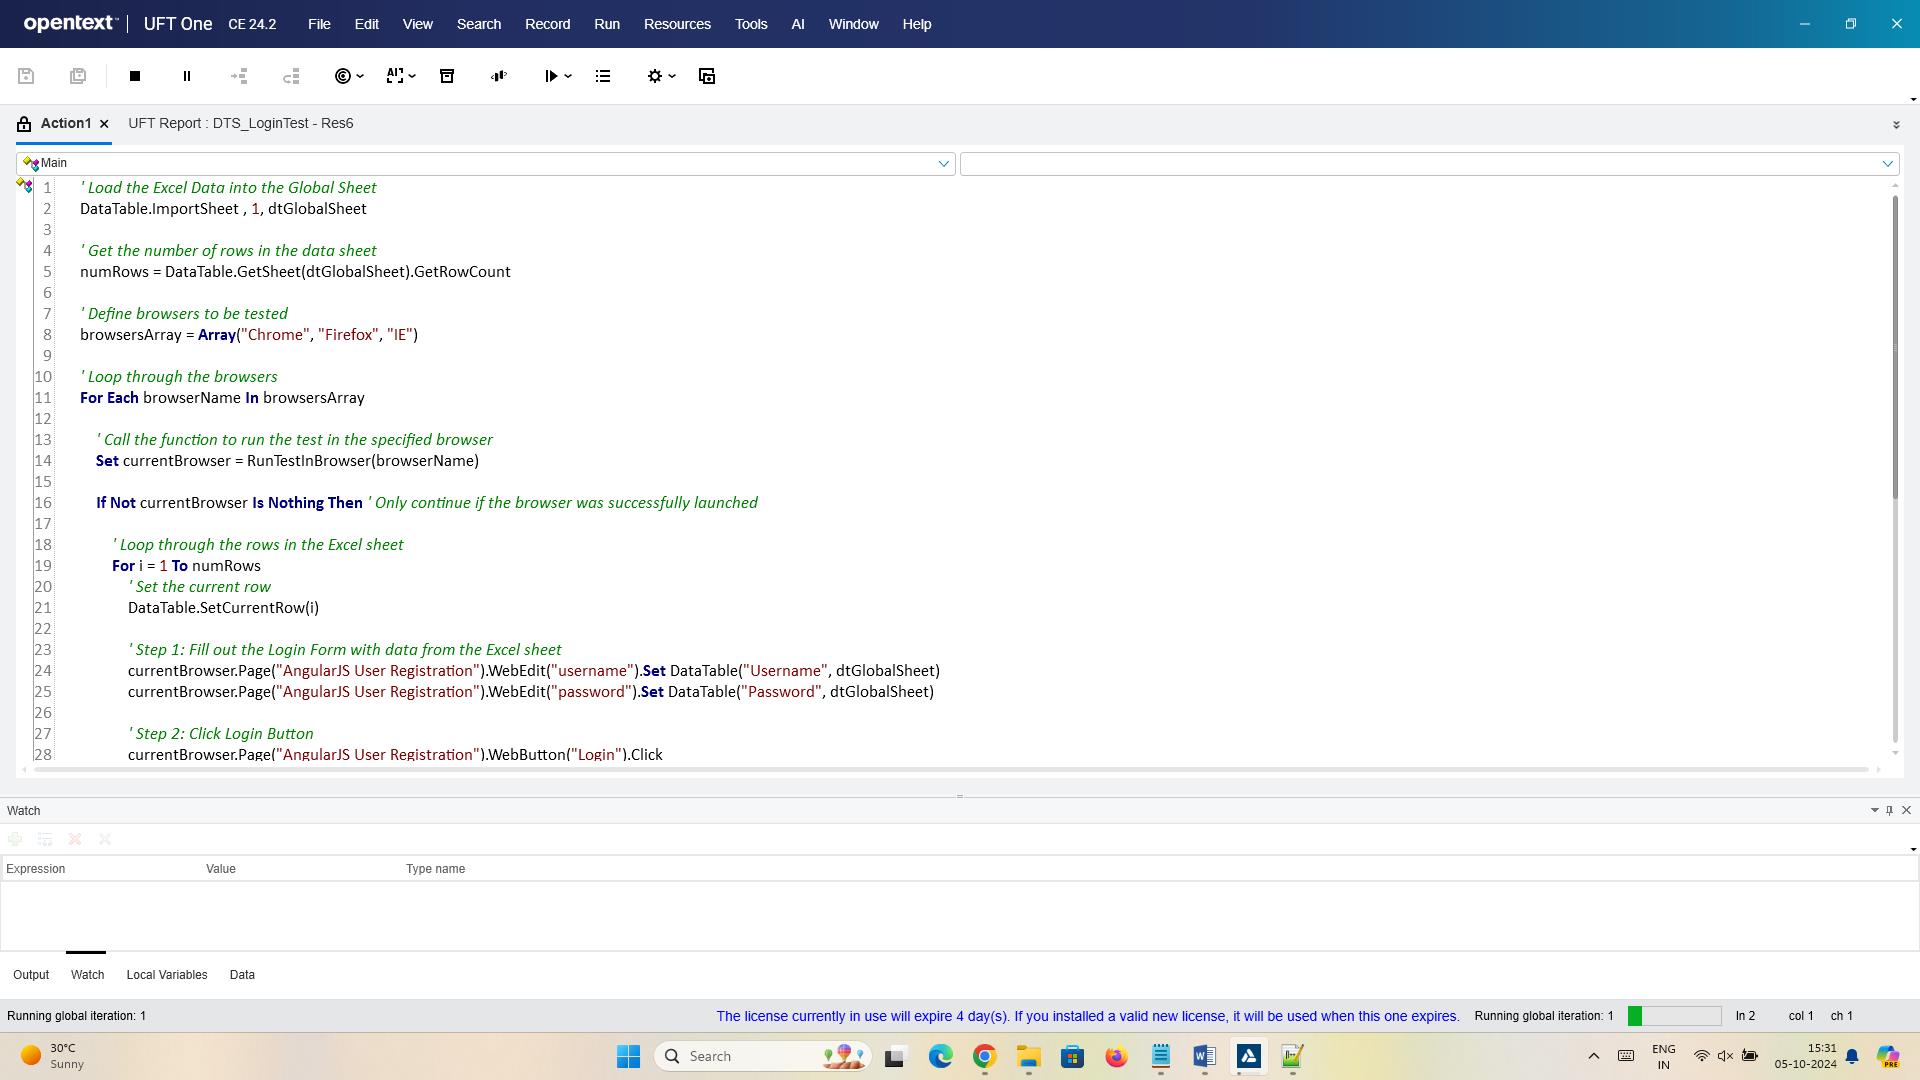 opentext™ | UFT One CE 24.2 File Edit View Search Record Run Resources Tools AI Window Help
AI
Action1 UFT Report : DTS_LoginTest - Res6
Main
1 ' Load the Excel Data into the Global Sheet
2 DataTable.ImportSheet , 1, dtGlobalSheet
3
4 ' Get the number of rows in the data sheet
5 numRows = DataTable.GetSheet(dtGlobalSheet).GetRowCount
6
7 ' Define browsers to be tested
8 browsersArray = Array("Chrome", "Firefox", "IE")
9
10 ' Loop through the browsers
11 For Each browserName In browsersArray
12
13 ' Call the function to run the test in the specified browser
14 Set currentBrowser = RunTestInBrowser(browserName)
15
16 If Not currentBrowser Is Nothing Then ' Only continue if the browser was successfully launched
17
18 ' Loop through the rows in the Excel sheet
19 For i = 1 To numRows
20 ' Set the current row
21 DataTable.SetCurrentRow(i)
22
23 ' Step 1: Fill out the Login Form with data from the Excel sheet
24 currentBrowser.Page("AngularJS User Registration").WebEdit("username").Set DataTable("Username", dtGlobalSheet)
25 currentBrowser.Page("AngularJS User Registration").WebEdit("password").Set DataTable("Password", dtGlobalSheet)
26
27 ' Step 2: Click Login Button
28 currentBrowser.Page("AngularJS User Registration").WebButton("Login").Click
Watch
Expression Value Type name
Output Watch Local Variables Data
Running global iteration: 1 The license currently in use will expire 4 day(s). If you installed a valid new license, it will be used when this one expires. Running global iteration: 1 ln 2 col 1 ch 1
30°C
Sunny
Search
ENG
IN
15:31
05-10-2024
PRE